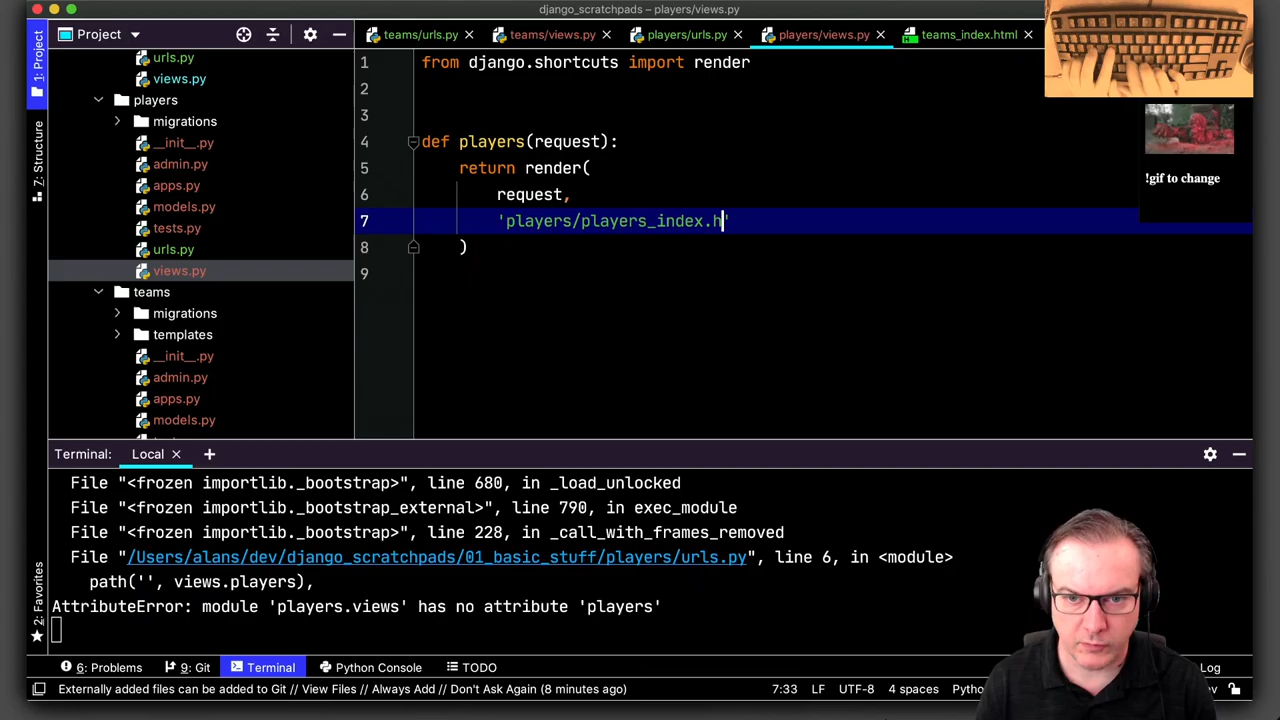 django_scratchpads – players/views.py
Project
teams/urls.py
teams/views.py
players/urls.py
players/views.py
teams_index.html
1: Project
7: Structure
2: Favorites
urls.py
views.py
players
migrations
__init__.py
admin.py
apps.py
models.py
tests.py
urls.py
views.py
teams
migrations
templates
__init__.py
admin.py
apps.py
models.py
1 from django.shortcuts import render
2
3
4 def players(request):
5 return render(
6 request,
7 'players/players_index.h'
8 )
9
!gif to change
Terminal: Local +
File "<frozen importlib._bootstrap>", line 680, in _load_unlocked
File "<frozen importlib._bootstrap_external>", line 790, in exec_module
File "<frozen importlib._bootstrap>", line 228, in _call_with_frames_removed
File "/Users/alans/dev/django_scratchpads/01_basic_stuff/players/urls.py", line 6, in <module>
path('', views.players),
AttributeError: module 'players.views' has no attribute 'players'
6: Problems
9: Git
Terminal
Python Console
TODO
Log
Externally added files can be added to Git // View Files // Always Add // Don't Ask Again (8 minutes ago)
7:33 LF UTF-8 4 spaces